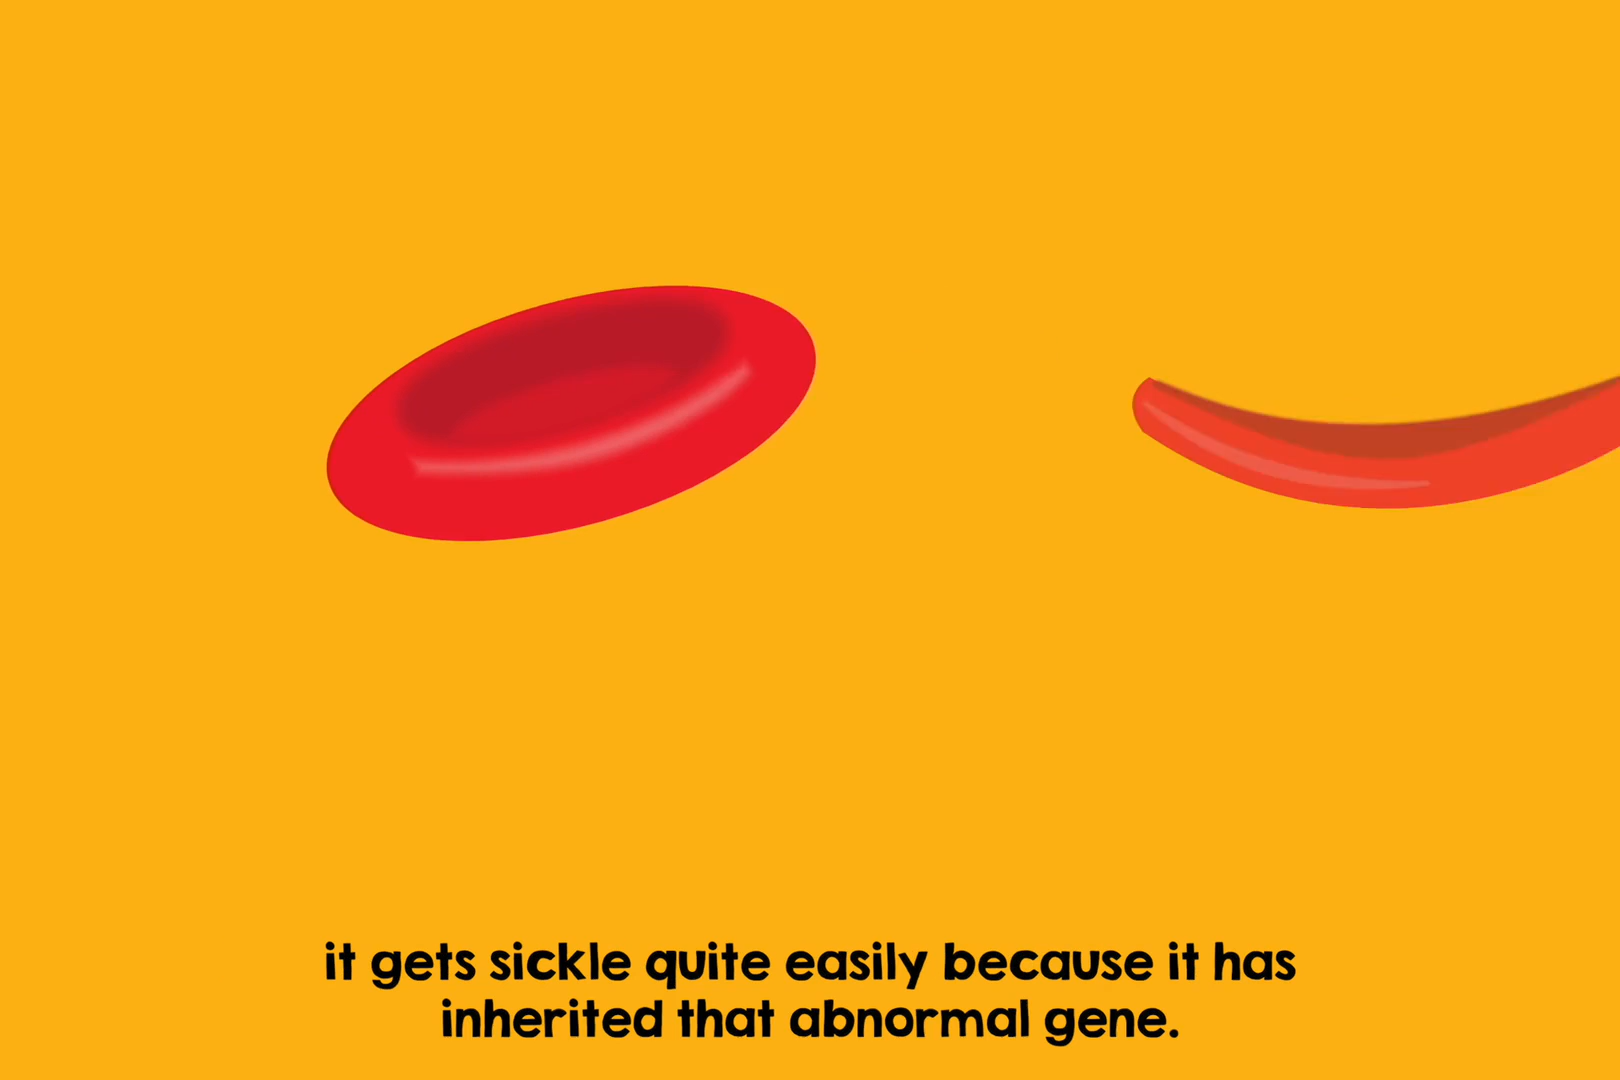 it gets sickle quite easily because it has
inherited that abnormal gene.